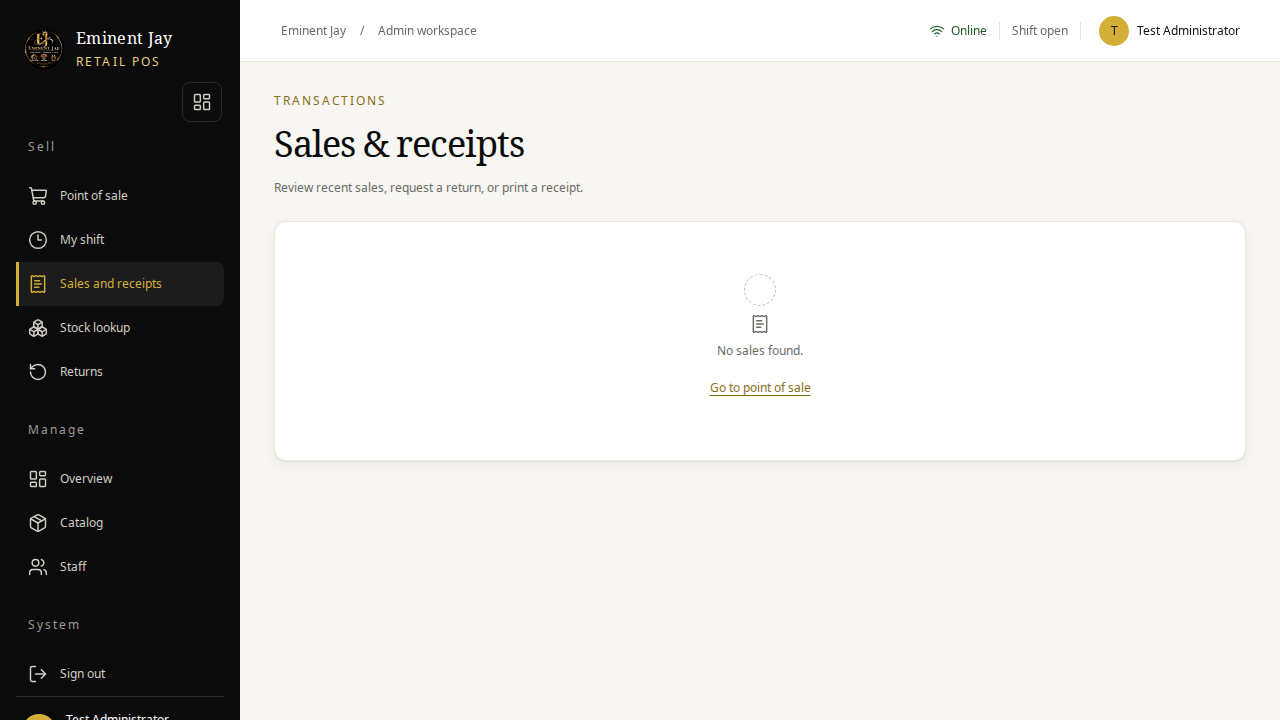 Eminent Jay
RETAIL POS
Sell
Point of sale
My shift
Sales and receipts
Stock lookup
Returns
Manage
Overview
Catalog
Staff
System
Sign out
Test Administrator
Eminent Jay / Admin workspace
Online
Shift open
T
Test Administrator
TRANSACTIONS
Sales & receipts
Review recent sales, request a return, or print a receipt.
No sales found.
Go to point of sale